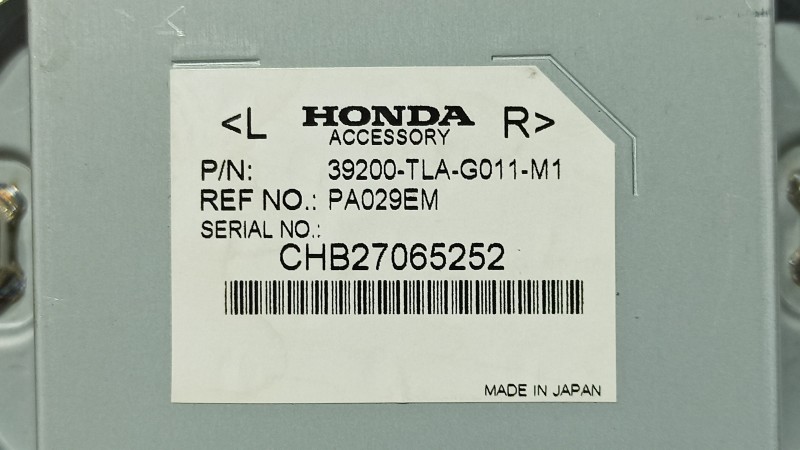 <L HONDA R>
ACCESSORY
P/N: 39200-TLA-G011-M1
REF NO.: PA029EM
SERIAL NO.:
CHB27065252
MADE IN JAPAN